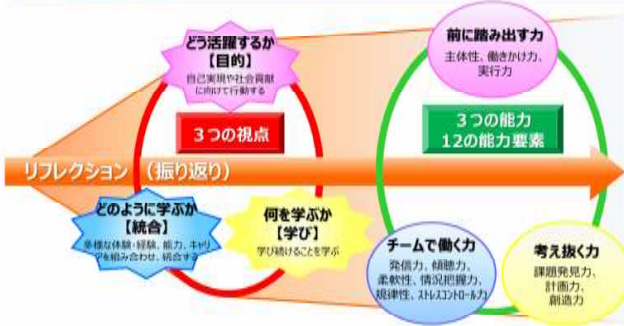 どう活躍するか
【目的】
自己実現や社会貢献
に向けて行動する
3つの視点
リフレクション (振り返り)
どのように学ぶか
【統合】
多様な体験・経験、能力、キャリ
アを組み合わせ、統合する
何を学ぶか
【学び】
学び続けることを学ぶ
前に踏み出す力
主体性、働きかけ力、
実行力
3つの能力
12の能力要素
チームで働く力
発信力、傾聴力、
柔軟性、情況把握力、
規律性、ストレスコントロール力
考え抜く力
課題発見力、
計画力、
創造力